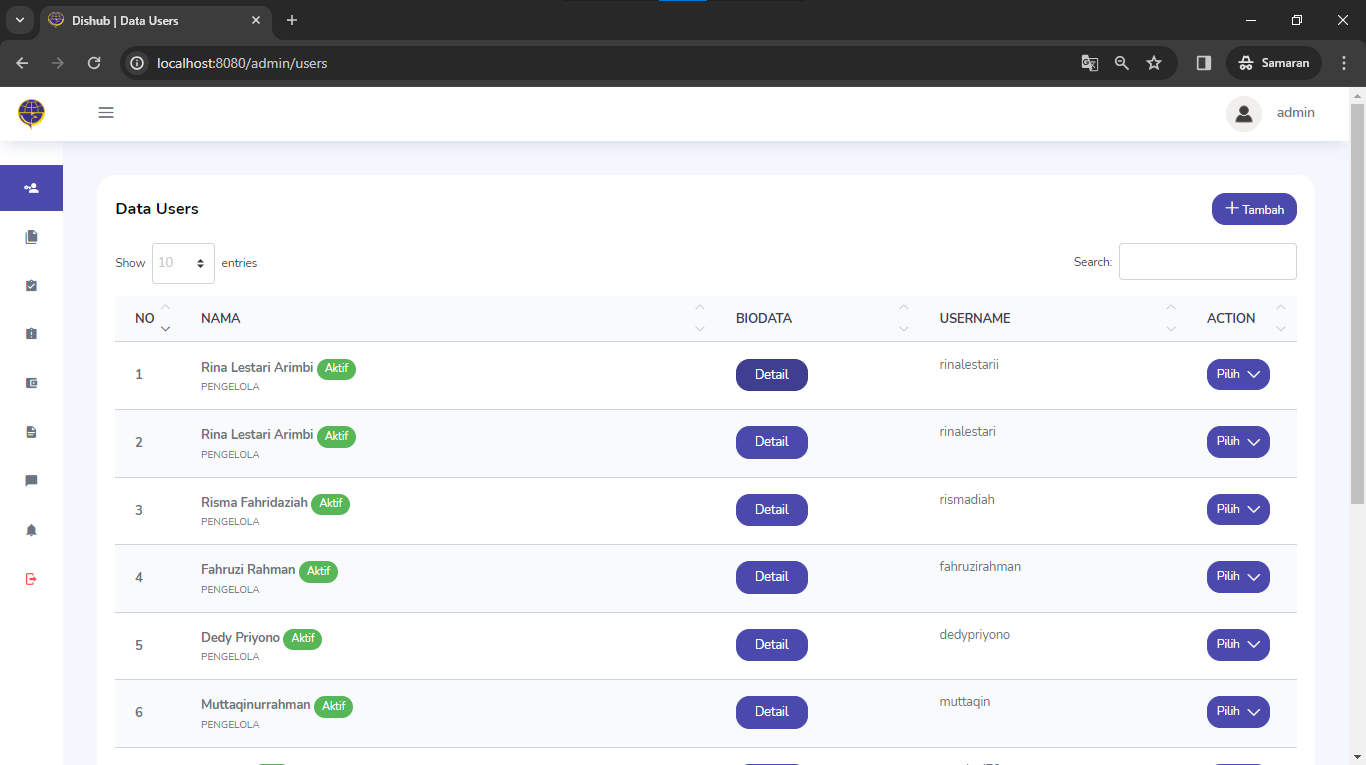 Dishub | Data Users
localhost:8080/admin/users
Samaran
admin
Data Users
Tambah
Show 10 entries
Search:
NO NAMA BIODATA USERNAME ACTION
1 Rina Lestari Arimbi Aktif Detail rinalestarii Pilih
PENGELOLA
2 Rina Lestari Arimbi Aktif Detail rinalestari Pilih
PENGELOLA
3 Risma Fahridaziah Aktif Detail rismadiah Pilih
PENGELOLA
4 Fahruzi Rahman Aktif Detail fahruzirahman Pilih
PENGELOLA
5 Dedy Priyono Aktif Detail dedypriyono Pilih
PENGELOLA
6 Muttaqinurrahman Aktif Detail muttaqin Pilih
PENGELOLA